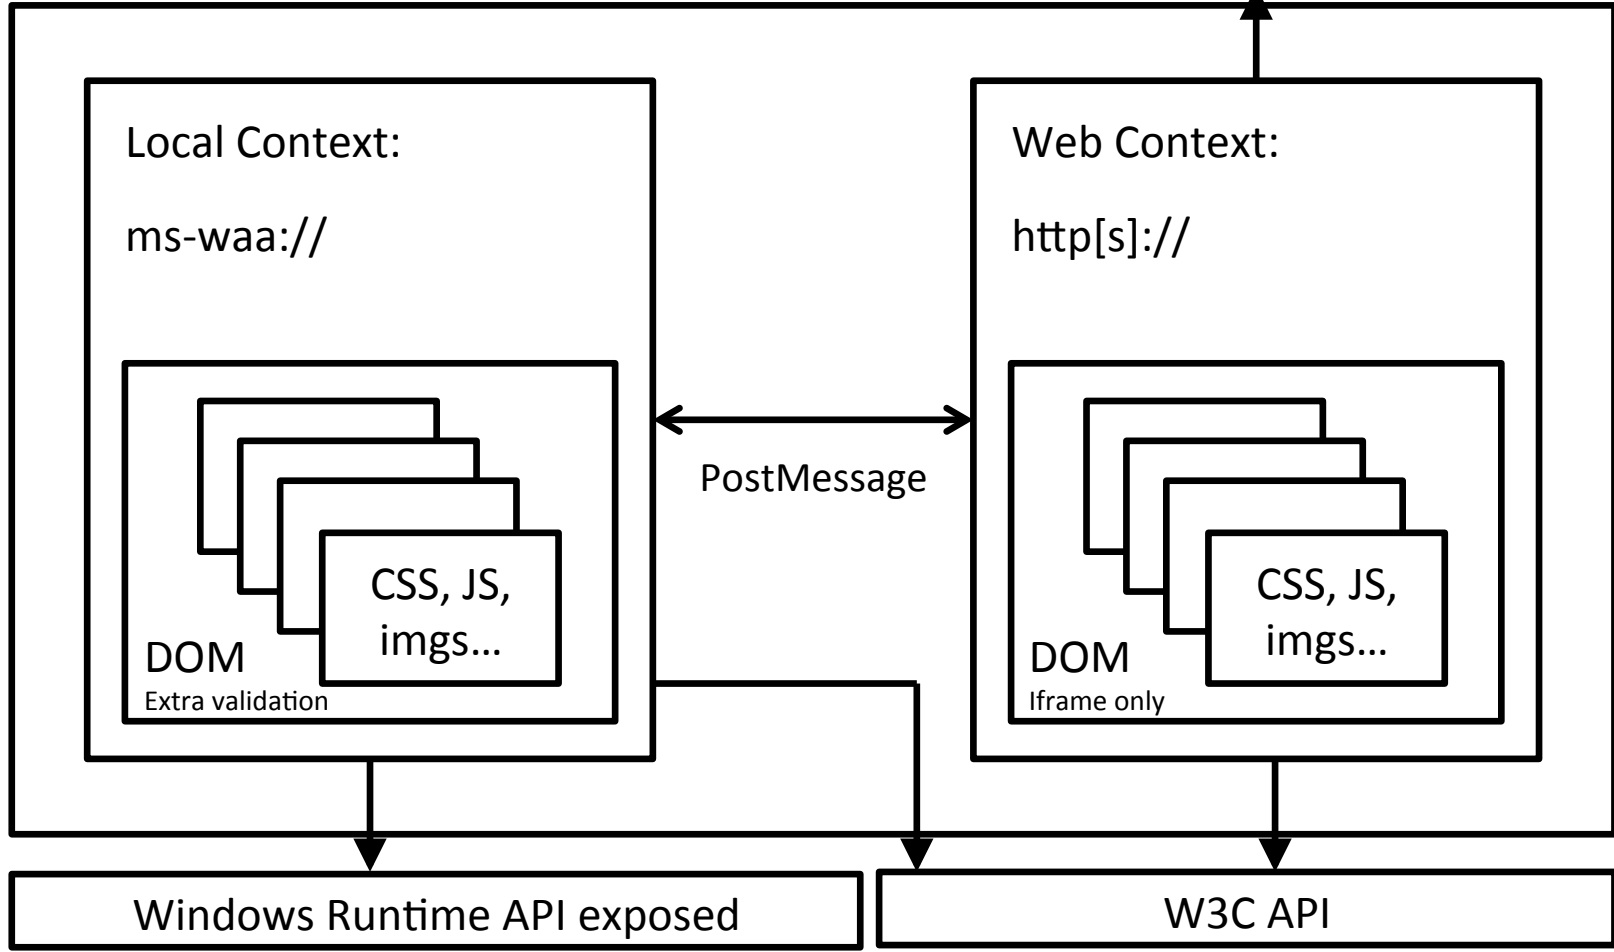 Local Context:
ms-waa://
Web Context:
http[s]://
PostMessage
CSS, JS,
imgs...
DOM
Extra validation
CSS, JS,
imgs...
DOM
Iframe only
Windows Runtime API exposed
W3C API